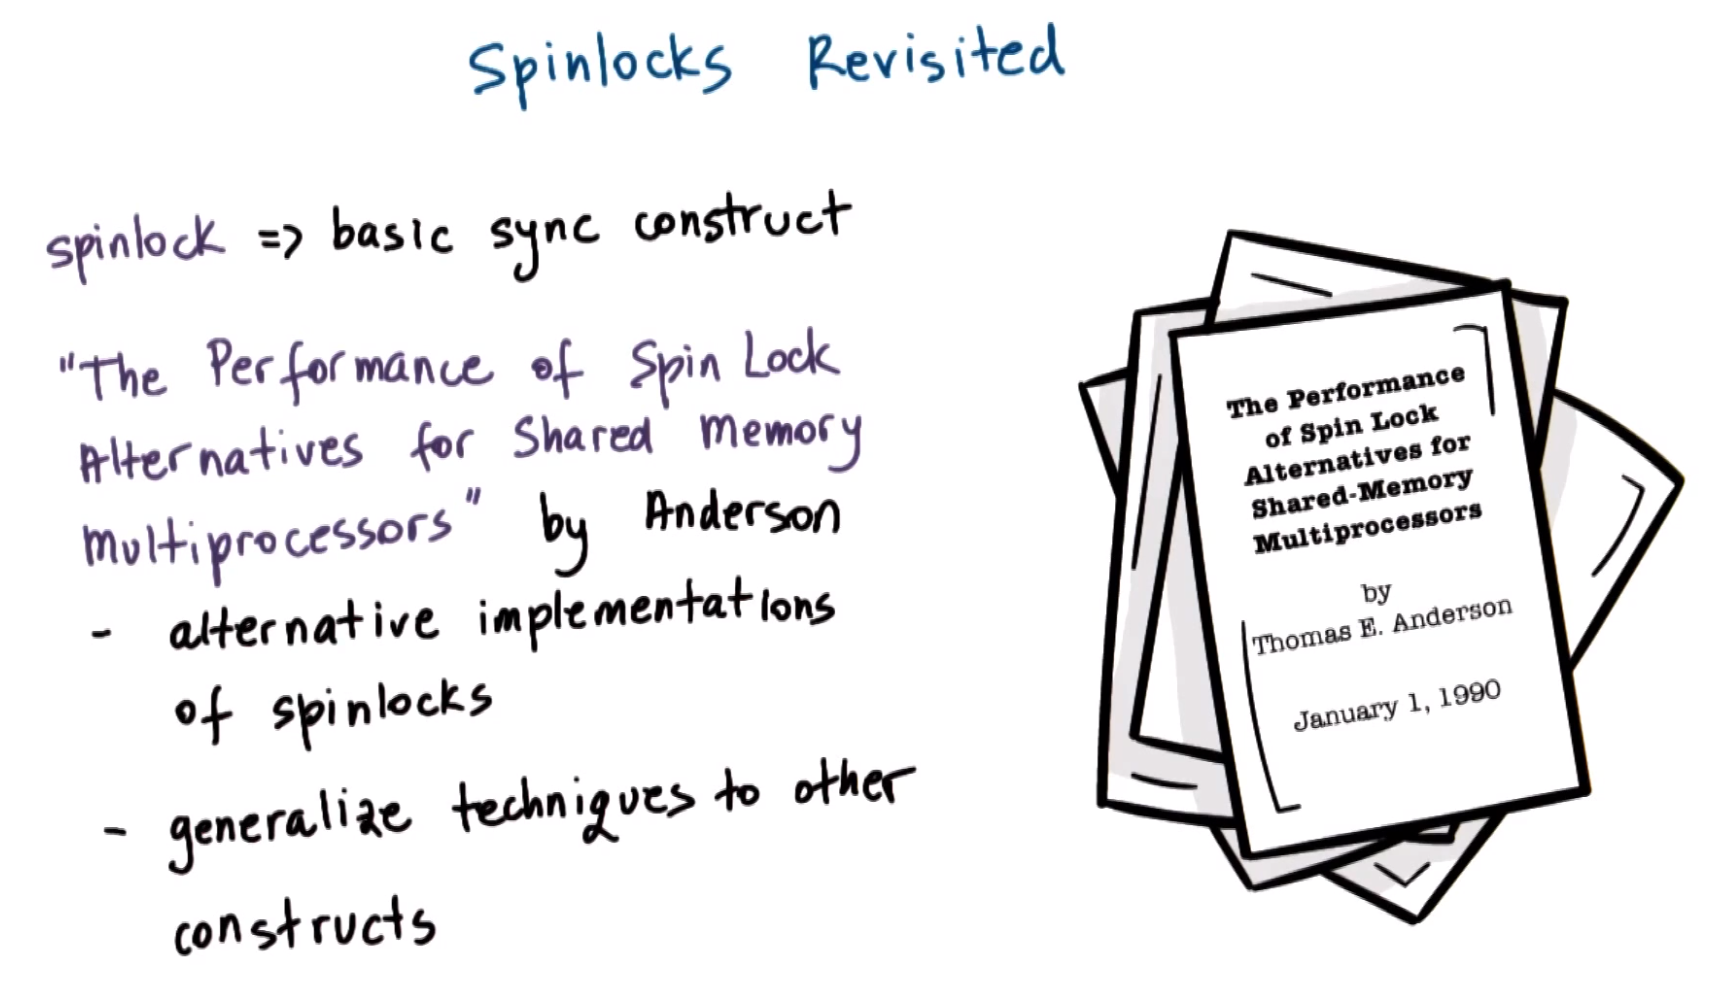 Spinlocks Revisited
spinlock => basic sync construct
"The Performance of Spin Lock
Alternatives for Shared Memory
Multiprocessors" by Anderson
- alternative implementations
of spinlocks
- generalize techniques to other
constructs
The Performance
of Spin Lock
Alternatives for
Shared-Memory
Multiprocessors
by
Thomas E. Anderson
January 1, 1990